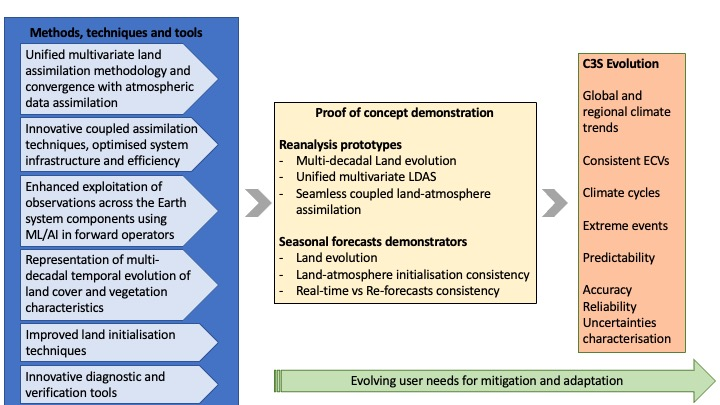 Methods, techniques and tools
Unified multivariate land
assimilation methodology and
convergence with atmospheric
data assimilation
Innovative coupled assimilation
techniques, optimised system
infrastructure and efficiency
Enhanced exploitation of
observations across the Earth
system components using
ML/AI in forward operators
Representation of multi-
decadal temporal evolution of
land cover and vegetation
characteristics
Improved land initialisation
techniques
Innovative diagnostic and
verification tools
Proof of concept demonstration
Reanalysis prototypes
- Multi-decadal Land evolution
- Unified multivariate LDAS
- Seamless coupled land-atmosphere
assimilation
Seasonal forecasts demonstrators
- Land evolution
- Land-atmosphere initialisation consistency
- Real-time vs Re-forecasts consistency
C3S Evolution
Global and
regional climate
trends
Consistent ECVs
Climate cycles
Extreme events
Predictability
Accuracy
Reliability
Uncertainties
characterisation
Evolving user needs for mitigation and adaptation